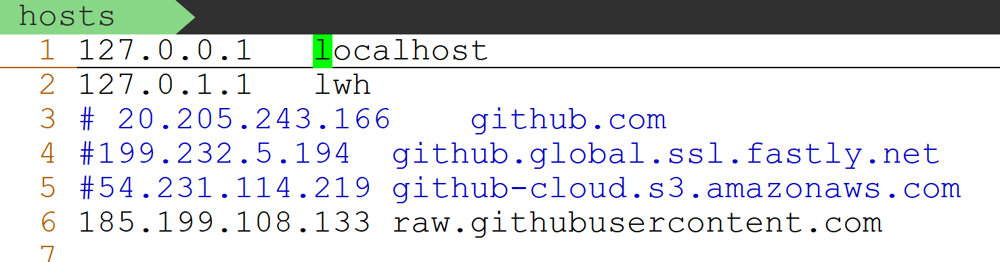 hosts
1 127.0.0.1   localhost
2 127.0.1.1   lwh
3 # 20.205.243.166    github.com
4 #199.232.5.194  github.global.ssl.fastly.net
5 #54.231.114.219 github-cloud.s3.amazonaws.com
6 185.199.108.133 raw.githubusercontent.com
7